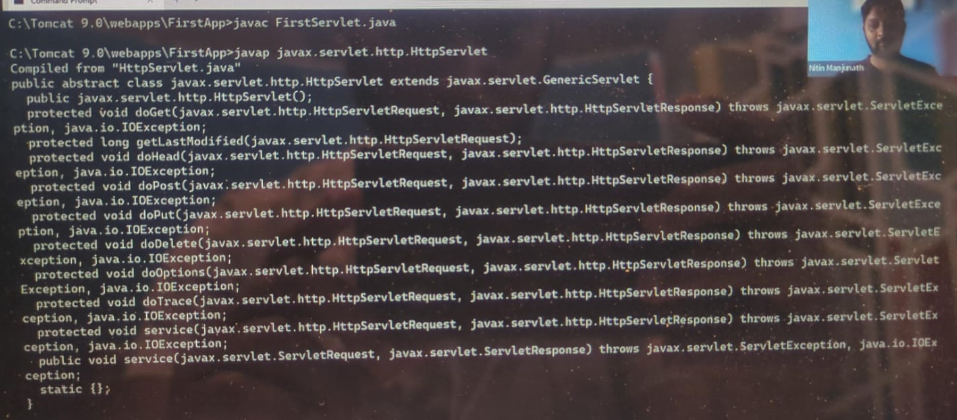 Command Prompt
C:\Tomcat 9.0\webapps\FirstApp>javac FirstServlet.java
C:\Tomcat 9.0\webapps\FirstApp>javap javax.servlet.http.HttpServlet
Compiled from "HttpServlet.java"
public abstract class javax.servlet.http.HttpServlet extends javax.servlet.GenericServlet {
public javax.servlet.http.HttpServlet();
protected void doGet(javax.servlet.http.HttpServletRequest, javax.servlet.http.HttpServletResponse) throws javax.servlet.ServletExce
ption, java.io.IOException;
protected long getLastModified(javax.servlet.http.HttpServletRequest);
protected void doHead(javax.servlet.http.HttpServletRequest, javax.servlet.http.HttpServletResponse) throws javax.servlet.ServletExc
eption, java.io.IOException;
protected void doPost(javax.servlet.http.HttpServletRequest, javax.servlet.http.HttpServletResponse) throws javax.servlet.ServletExc
eption, java.io.IOException;
protected void doPut(javax.servlet.http.HttpServletRequest, javax.servlet.http.HttpServletResponse) throws javax.servlet.ServletExce
ption, java.io.IOException;
protected void doDelete(javax.servlet.http.HttpServletRequest, javax.servlet.http.HttpServletResponse) throws javax.servlet.ServletE
xception, java.io.IOException;
protected void doOptions(javax.servlet.http.HttpServletRequest, javax.servlet.http.HttpServletResponse) throws javax.servlet.Servlet
Exception, java.io.IOException;
protected void doTrace(javax.servlet.http.HttpServletRequest, javax.servlet.http.HttpServletResponse) throws javax.servlet.ServletEx
ception, java.io.IOException;
protected void service(javax.servlet.http.HttpServletRequest, javax.servlet.http.HttpServletResponse) throws javax.servlet.ServletEx
ception, java.io.IOException;
public void service(javax.servlet.ServletRequest, javax.servlet.ServletResponse) throws javax.servlet.ServletException, java.io.IOEx
ception;
static {};
}
Nitin Manjunath